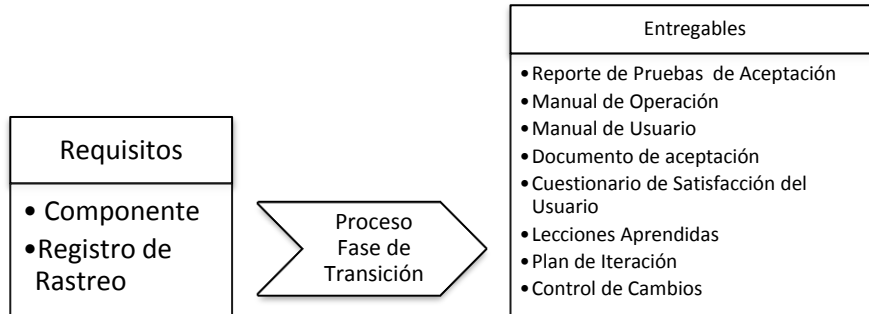 Requisitos
• Componente
•Registro de
Rastreo
Proceso
Fase de
Transición
Entregables
•Reporte de Pruebas de Aceptación
•Manual de Operación
•Manual de Usuario
•Documento de aceptación
•Cuestionario de Satisfacción del
Usuario
•Lecciones Aprendidas
•Plan de Iteración
•Control de Cambios